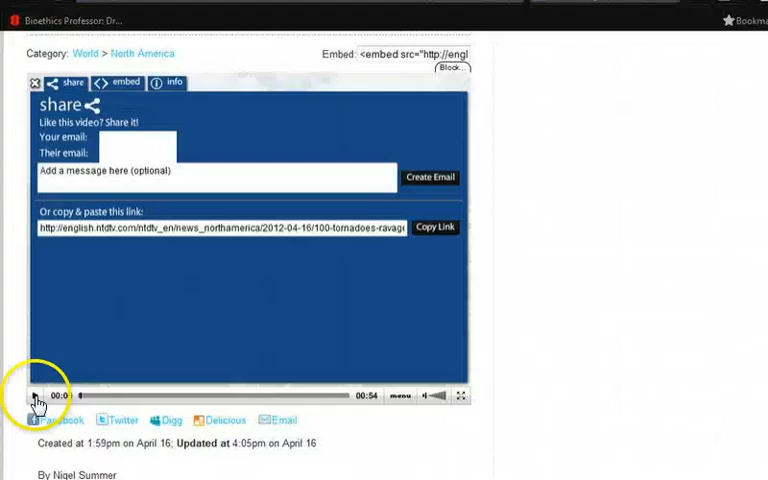 Bioethics Professor: Dr...
Bookma
Category: World > North America
Embed: <embed src="http://engl
Block...
share
embed
info
share
Like this video? Share it!
Your email:
Their email:
Add a message here (optional)
Create Email
Or copy & paste this link:
http://english.ntdtv.com/ntdtv_en/news_northamerica/2012-04-16/100-tornadoes-ravage
Copy Link
00:0
00:54
menu
Facebook
Twitter
Digg
Delicious
Email
Created at 1:59pm on April 16; Updated at 4:05pm on April 16
By Nigel Summer